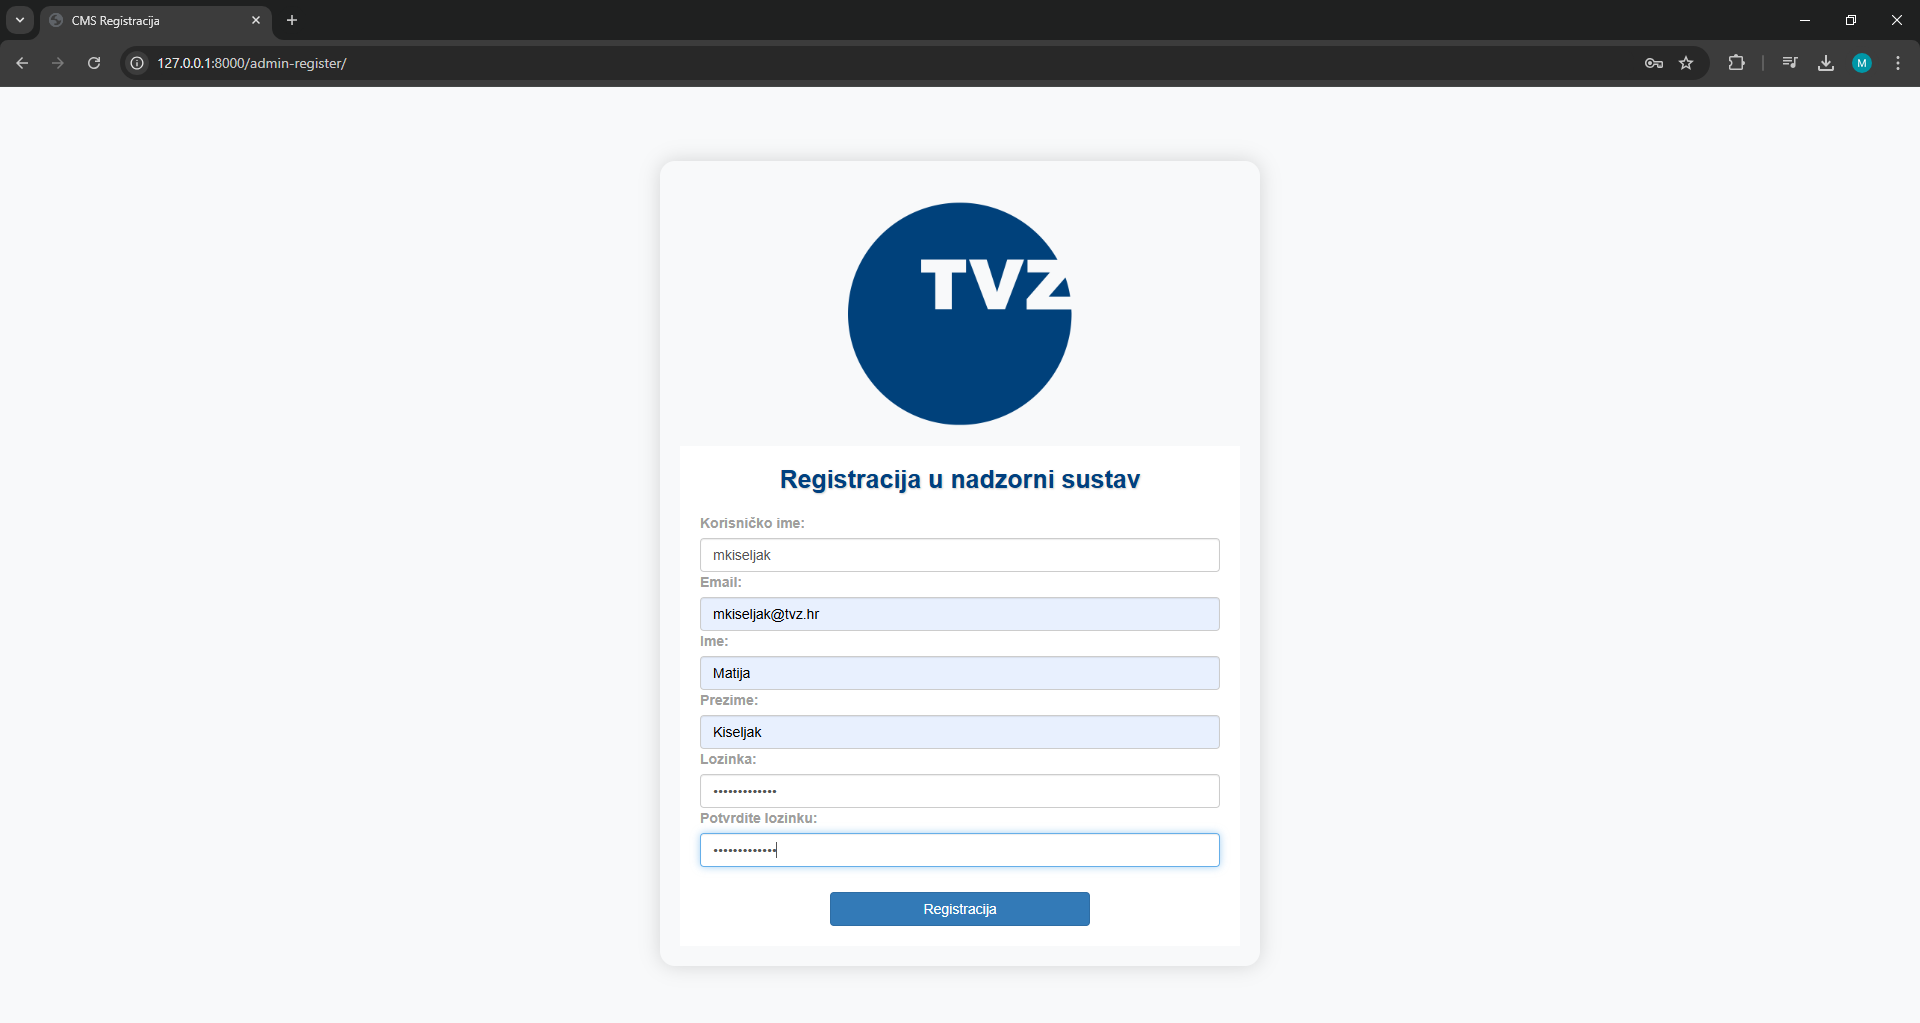 CMS Registracija
127.0.0.1:8000/admin-register/
M
TVZ
Registracija u nadzorni sustav
Korisničko ime:
mkiseljak
Email:
mkiseljak@tvz.hr
Ime:
Matija
Prezime:
Kiseljak
Lozinka:
•••••••••••••
Potvrdite lozinku:
•••••••••••••
Registracija